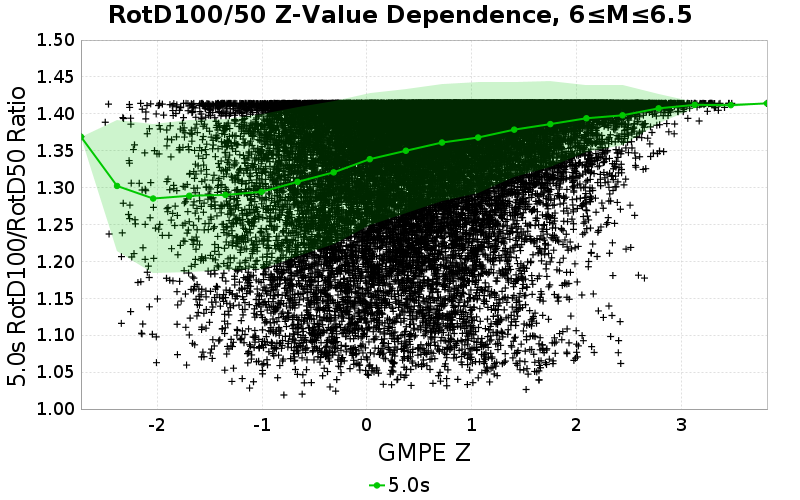 RotD100/50 Z-Value Dependence, 6≤M≤6.5
1.50
1.45
1.40
1.35
1.30
1.25
1.20
1.15
1.10
1.05
1.00
5.0s RotD100/RotD50 Ratio
-2 -1 0 1 2 3
GMPE Z
5.0s